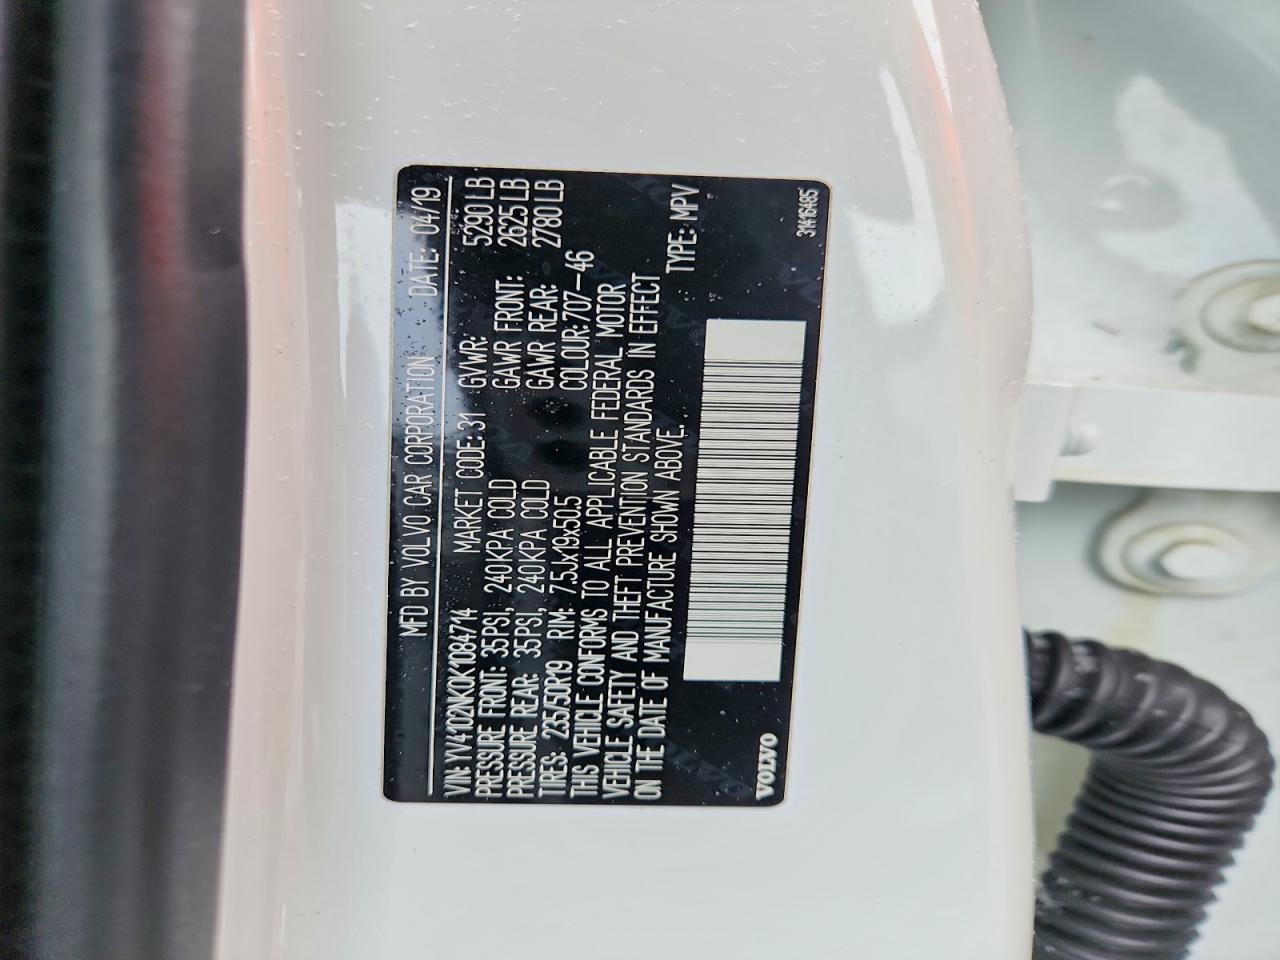 MFD BY VOLVO CAR CORPORATION DATE: 04/19
VIN: YV4102NK0K1084714 MARKET CODE: 31 GVWR: 5290 LB
PRESSURE FRONT: 35PSI, 240KPA COLD GAWR FRONT: 2625 LB
PRESSURE REAR: 35PSI, 240KPA COLD GAWR REAR: 2780 LB
TIRES: 235/50R19 RIM: 7.5Jx19x50.5 COLOUR: 707-46
THIS VEHICLE CONFORMS TO ALL APPLICABLE FEDERAL MOTOR
VEHICLE SAFETY AND THEFT PREVENTION STANDARDS IN EFFECT
ON THE DATE OF MANUFACTURE SHOWN ABOVE. TYPE: MPV
VOLVO 31416485